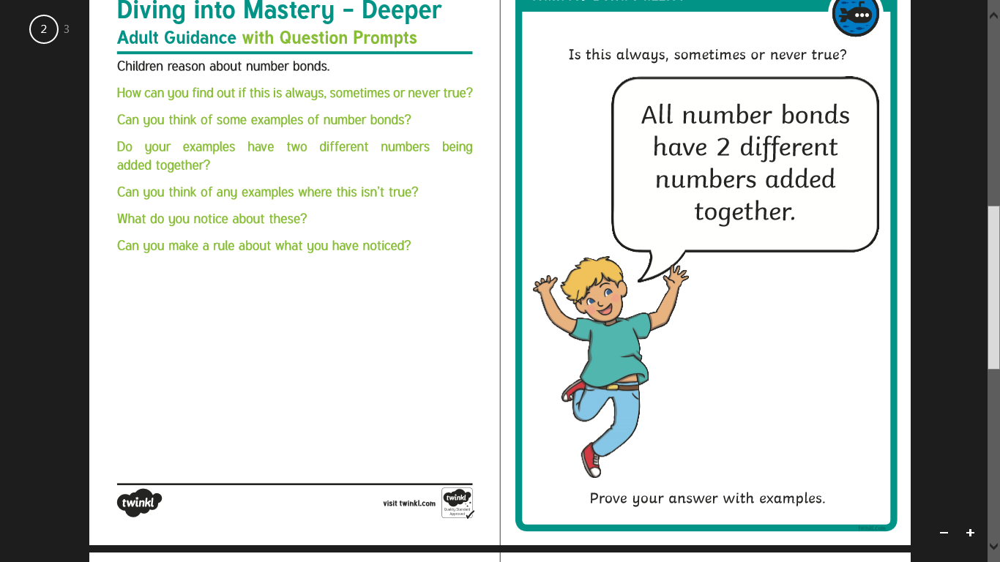 2 3
Diving into Mastery – Deeper
Adult Guidance with Question Prompts
Children reason about number bonds.
How can you find out if this is always, sometimes or never true?
Can you think of some examples of number bonds?
Do your examples have two different numbers being
added together?
Can you think of any examples where this isn't true?
What do you notice about these?
Can you make a rule about what you have noticed?
twinkl
visit twinkl.com
twinkl
Quality Standard
Approved
Is this always, sometimes or never true?
All number bonds
have 2 different
numbers added
together.
Prove your answer with examples.
twinkl.com